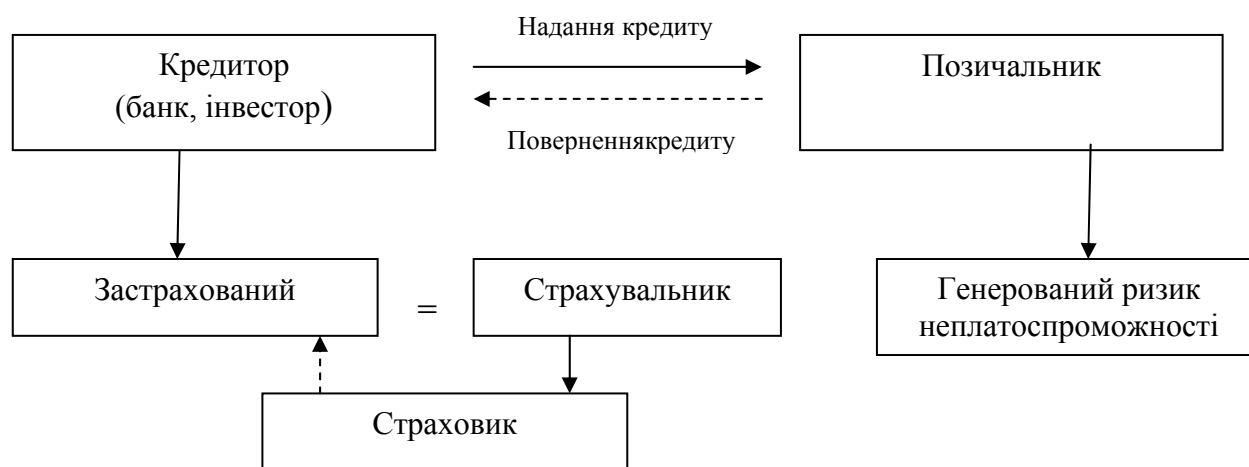 Надання кредиту
Кредитор
(банк, інвестор)
Позичальник
Поверненнякредиту
Застрахований
=
Страхувальник
Генерований ризик
неплатоспроможності
Страховик